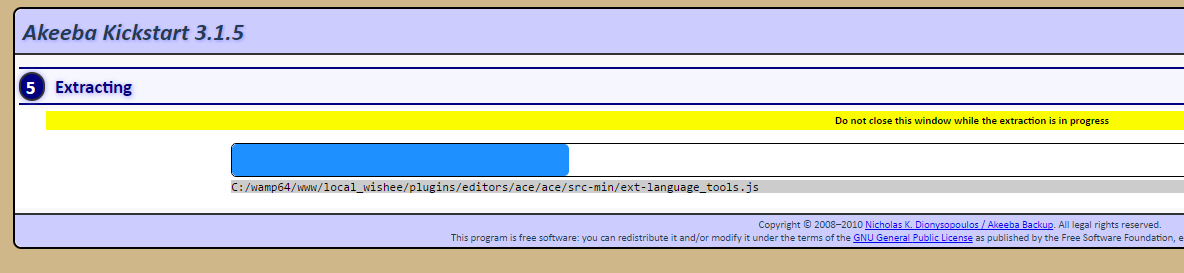 Akeeba Kickstart 3.1.5
5 Extracting
Do not close this window while the extraction is in progress
C:/wamp64/www/local_wishee/plugins/editors/ace/ace/src-min/ext-language_tools.js
Copyright © 2008–2010 Nicholas K. Dionysopoulos / Akeeba Backup. All legal rights reserved.
This program is free software: you can redistribute it and/or modify it under the terms of the GNU General Public License as published by the Free Software Foundation, e